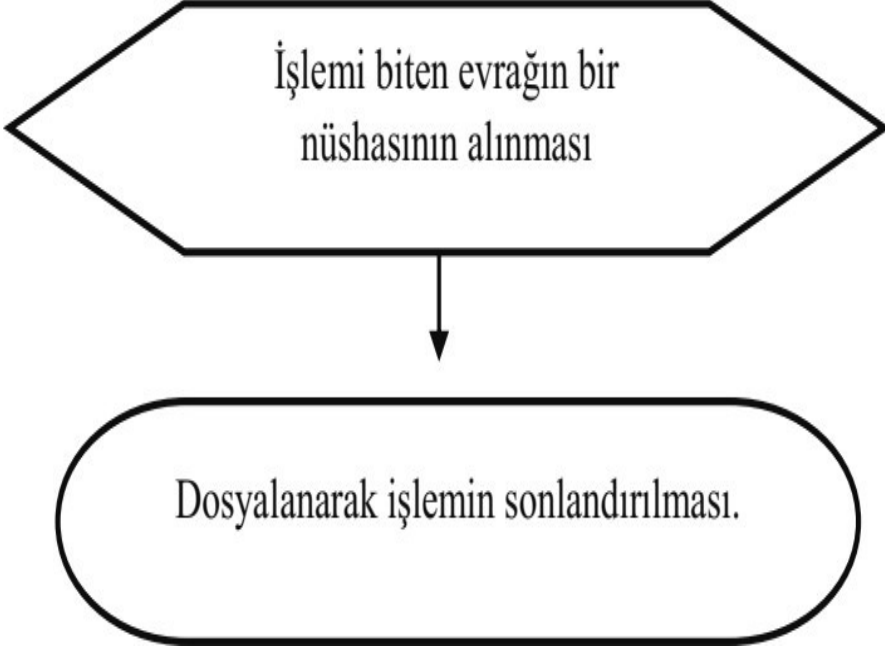 İşlemi biten evrağın bir
nüshasının alınması
Dosyalanarak işlemin sonlandırılması.